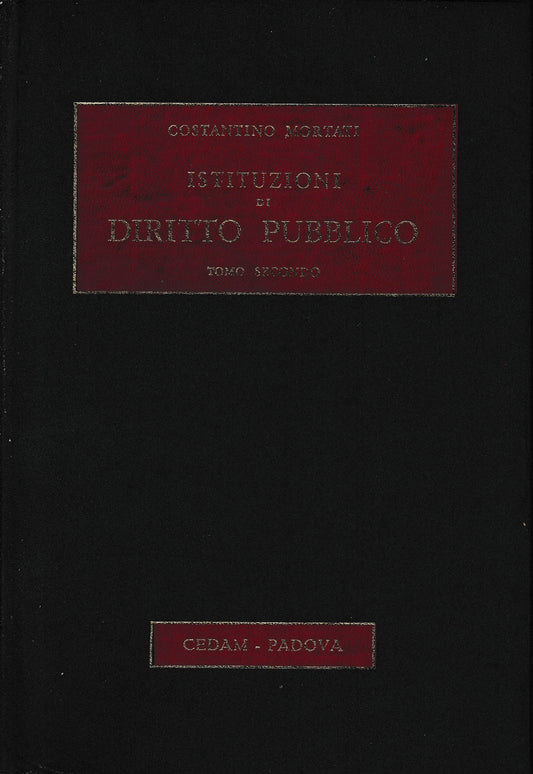 COSTANTINO MORTATI
ISTITUZIONI
DI
DIRITTO PUBBLICO
TOMO SECONDO
CEDAM - PADOVA